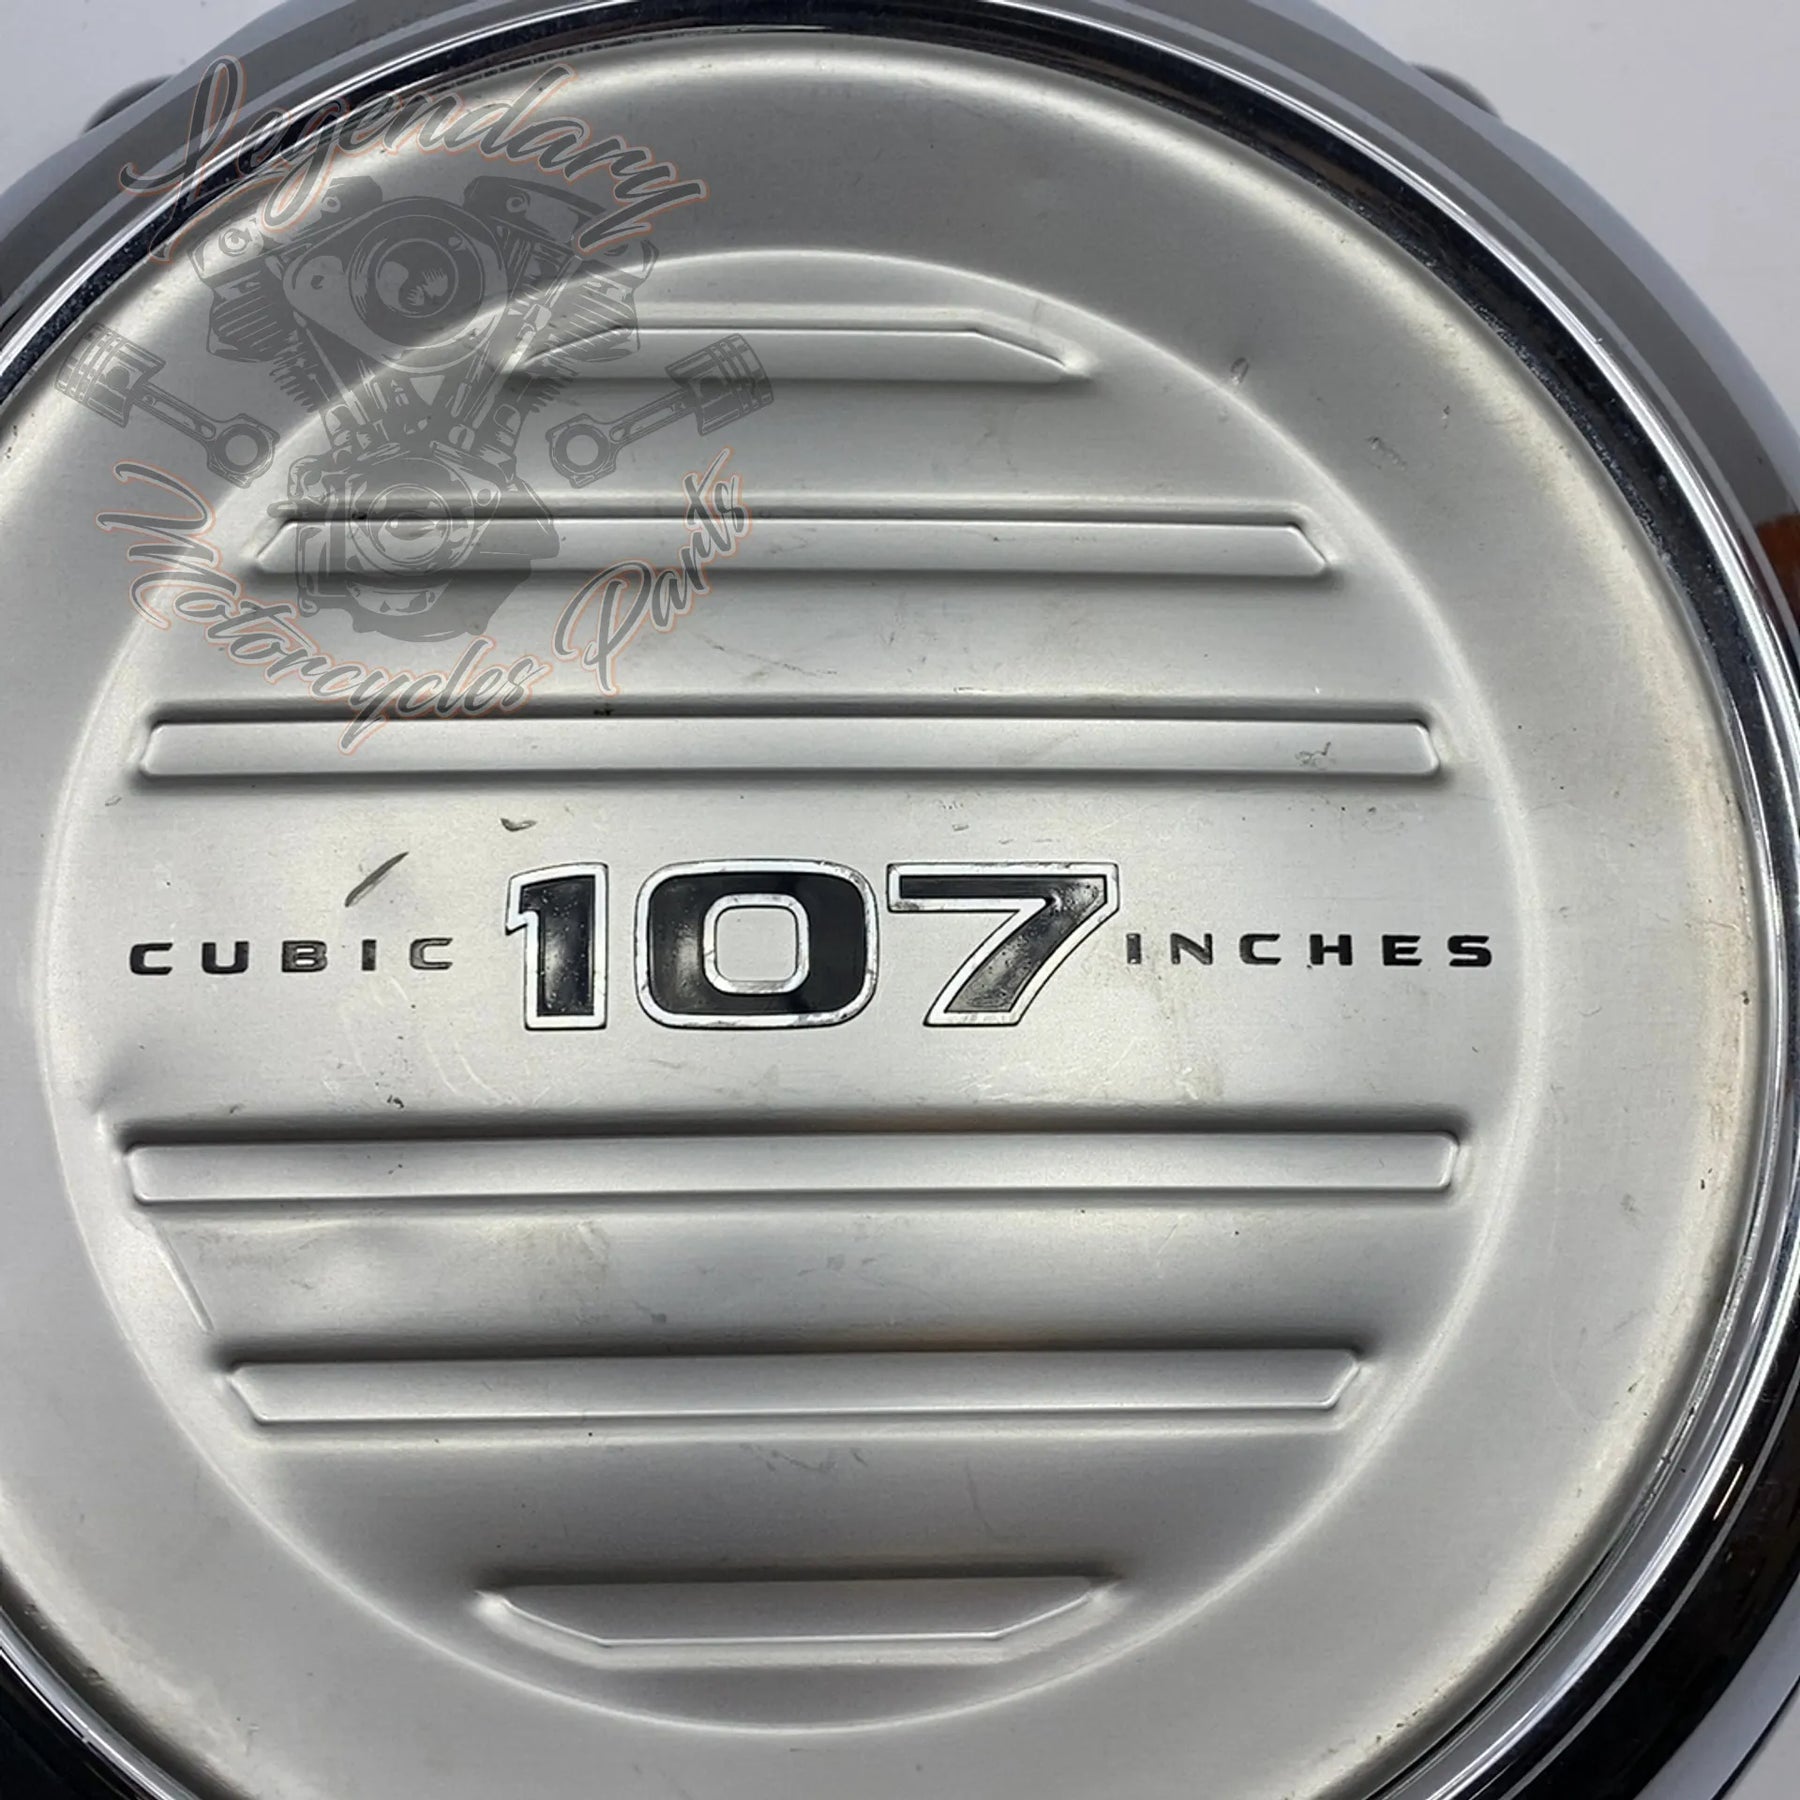 Legendary
Motorcycles Parts
CUBIC 107 INCHES